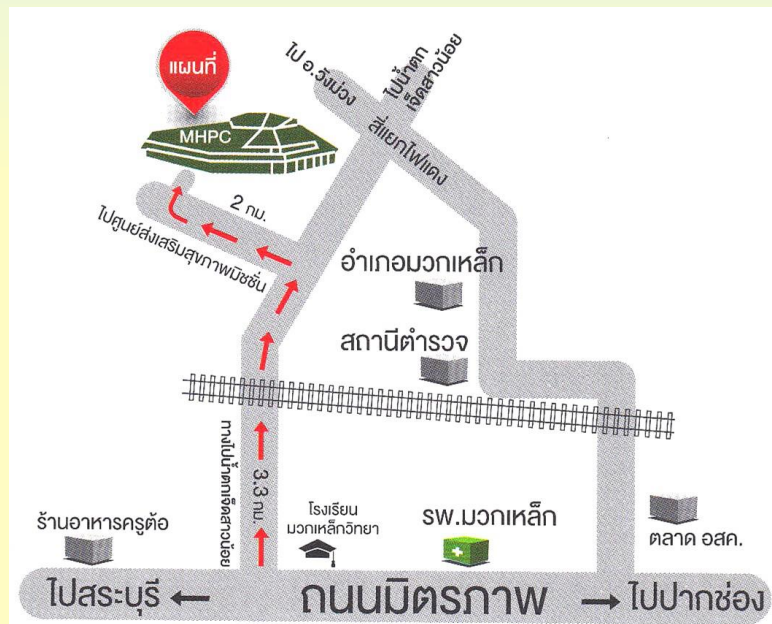 แผนที่
MHPC
ไป อ.วังม่วง
ไปน้ำตก
เจ็ดสาวน้อย
สี่แยกไฟแดง
2 กม.
ไปศูนย์ส่งเสริมสุขภาพมิชชั่น
อำเภอมวกเหล็ก
สถานีตำรวจ
ทางไปน้ำตกเจ็ดสาวน้อย
3.3 กม.
ร้านอาหารครูต้อ
โรงเรียน
มวกเหล็กวิทยา
รพ.มวกเหล็ก
ตลาด อสค.
ไปสระบุรี
ถนนมิตรภาพ
ไปปากช่อง